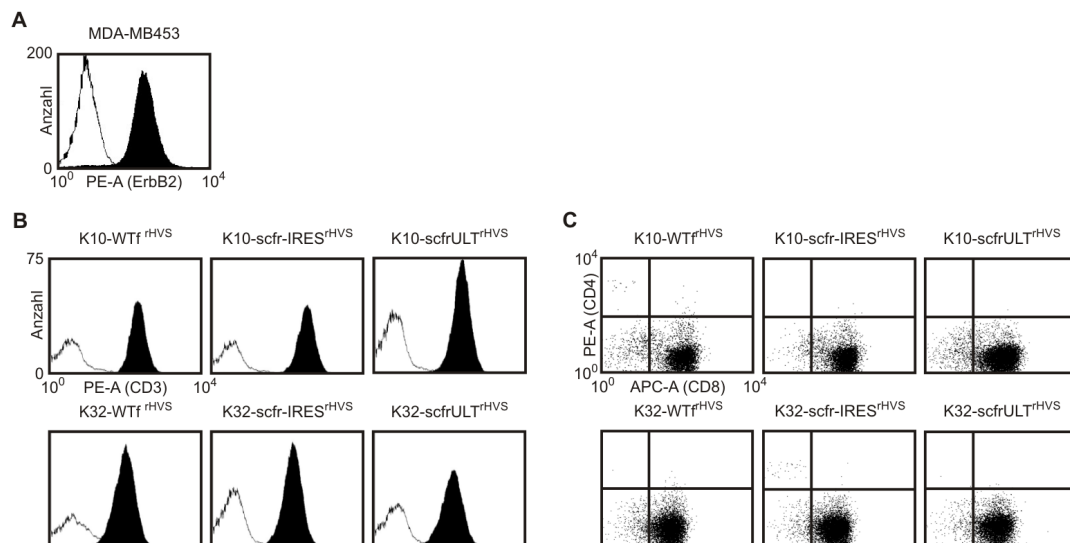 A
MDA-MB453
200
Anzahl
0
10⁰ PE-A (ErbB2) 10⁴
B
K10-WTf rHVS
K10-scfr-IRESrHVS
K10-scfrULTrHVS
75
Anzahl
0
10⁰ PE-A (CD3) 10⁴
K32-WTf rHVS
K32-scfr-IRESrHVS
K32-scfrULTrHVS
C
K10-WTfrHVS
K10-scfr-IRESrHVS
K10-scfrULTrHVS
10⁴
PE-A (CD4)
10⁰
10⁰ APC-A (CD8) 10⁴
K32-WTfrHVS
K32-scfr-IRESrHVS
K32-scfrULTrHVS